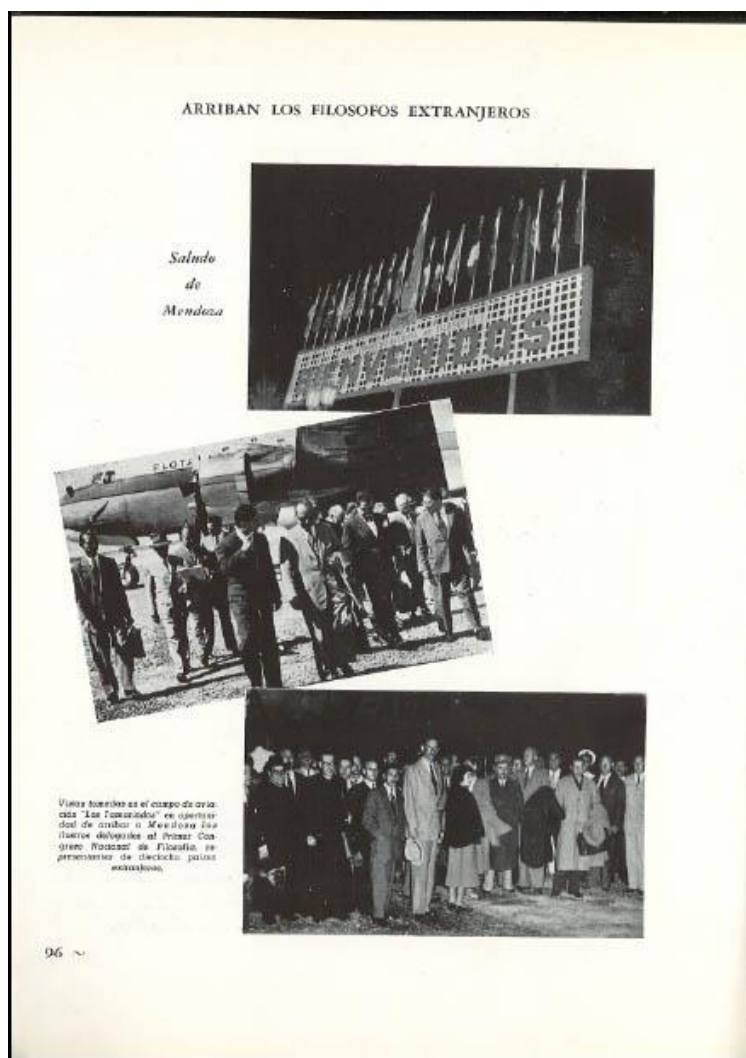 ARRIBAN LOS FILOSOFOS EXTRANJEROS
Saludo
de
Mendoza
BIENVENIDOS
FLOTA
Vistas tomadas en el campo de avia-
ción "Los Tamarindos" en oportuni-
dad de arribar a Mendoza los
ilustres delegados al Primer Con-
greso Nacional de Filosofía, re-
presentantes de dieciocho países
extranjeros.
96 ~